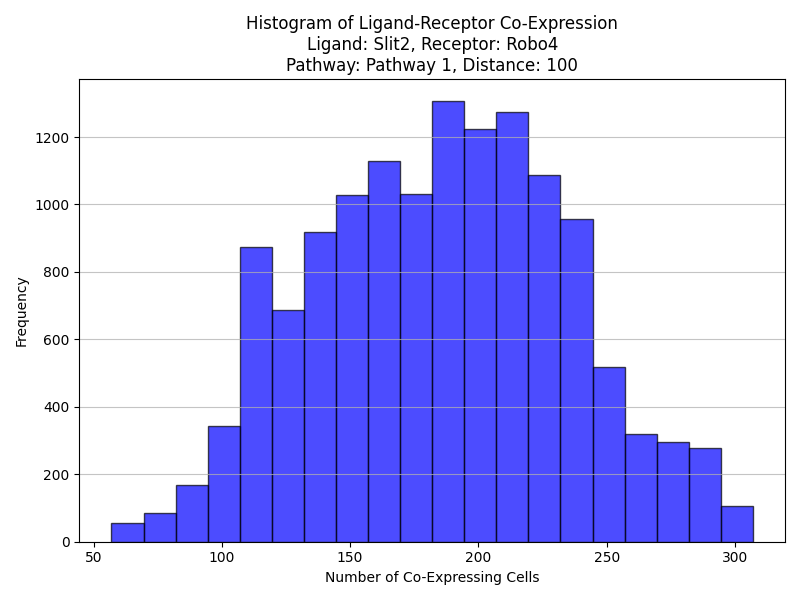 Histogram of Ligand-Receptor Co-Expression
Ligand: Slit2, Receptor: Robo4
Pathway: Pathway 1, Distance: 100
Frequency
1200
1000
800
600
400
200
0
50
100
150
200
250
300
Number of Co-Expressing Cells